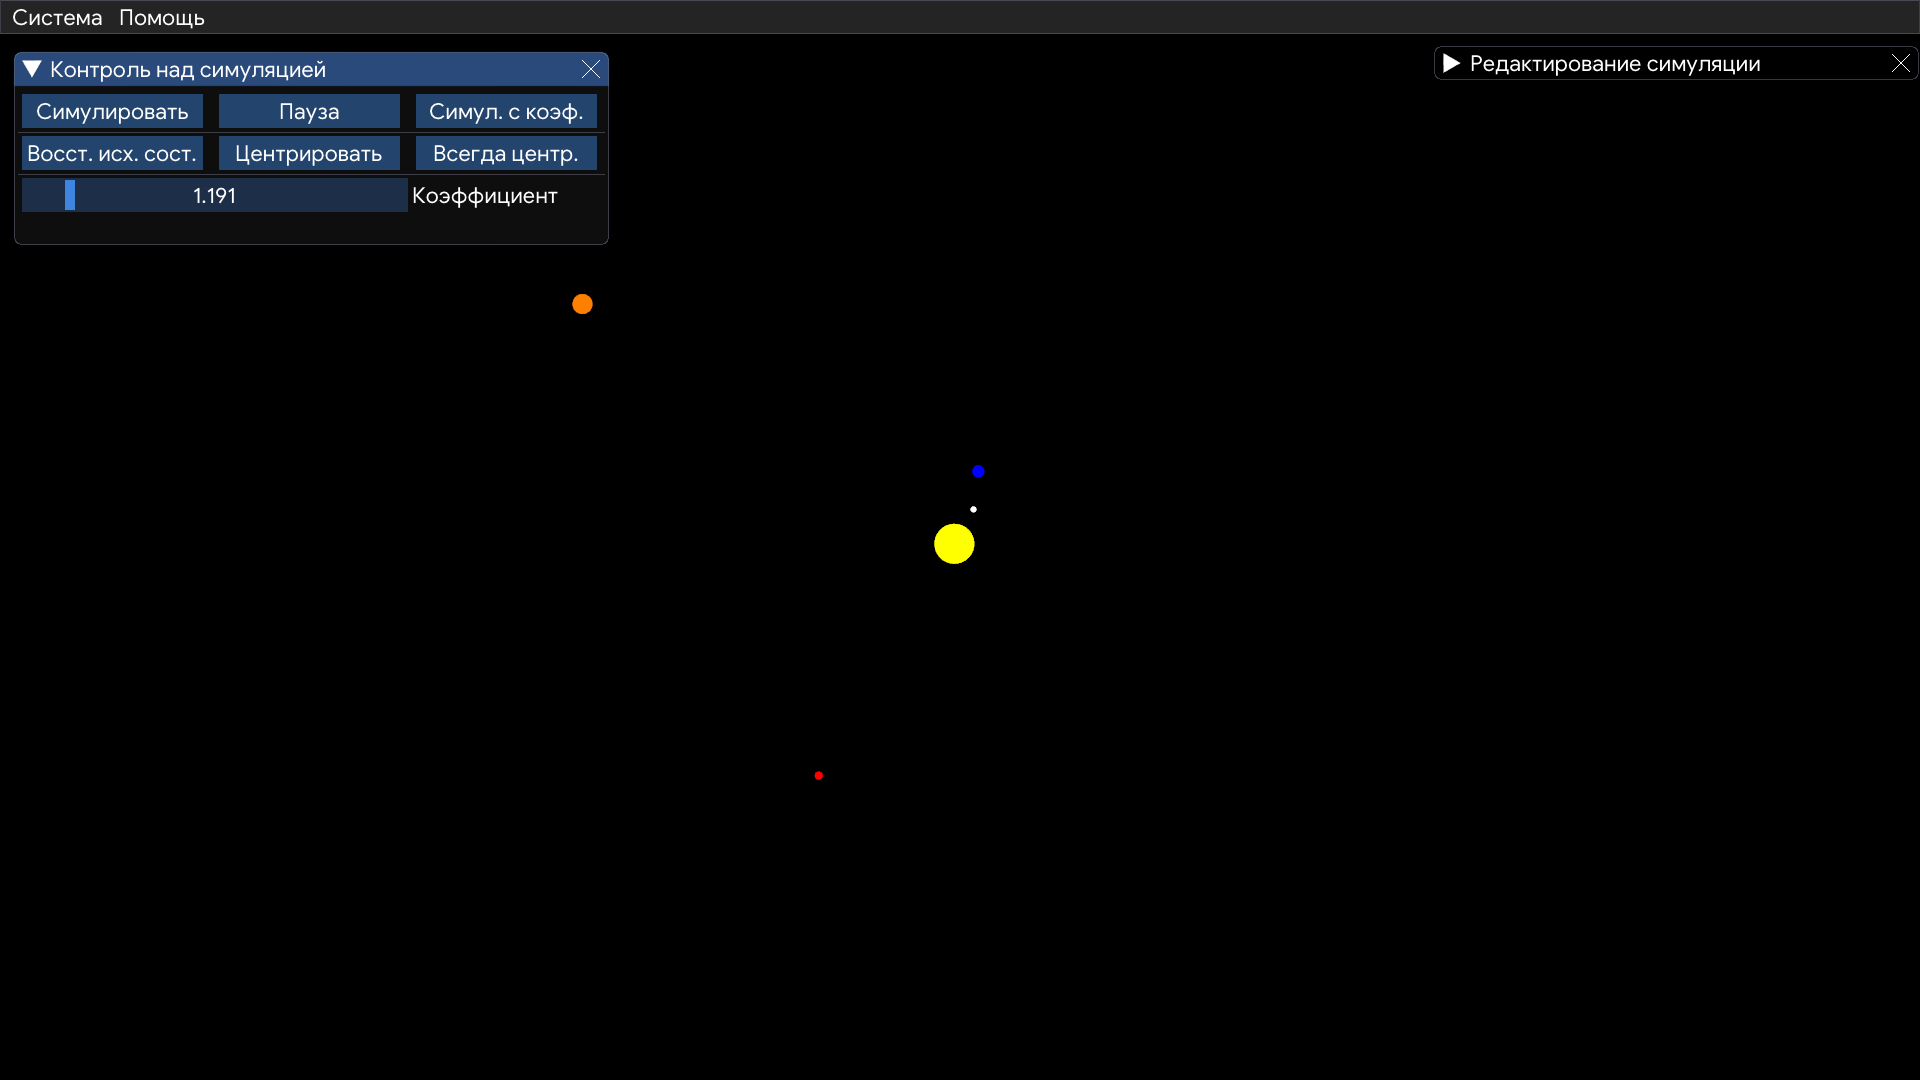 Система Помощь
Контроль над симуляцией
Редактирование симуляции
Симулировать Пауза Симул. с коэф.
Восст. исх. сост. Центрировать Всегда центр.
1.191 Коэффициент